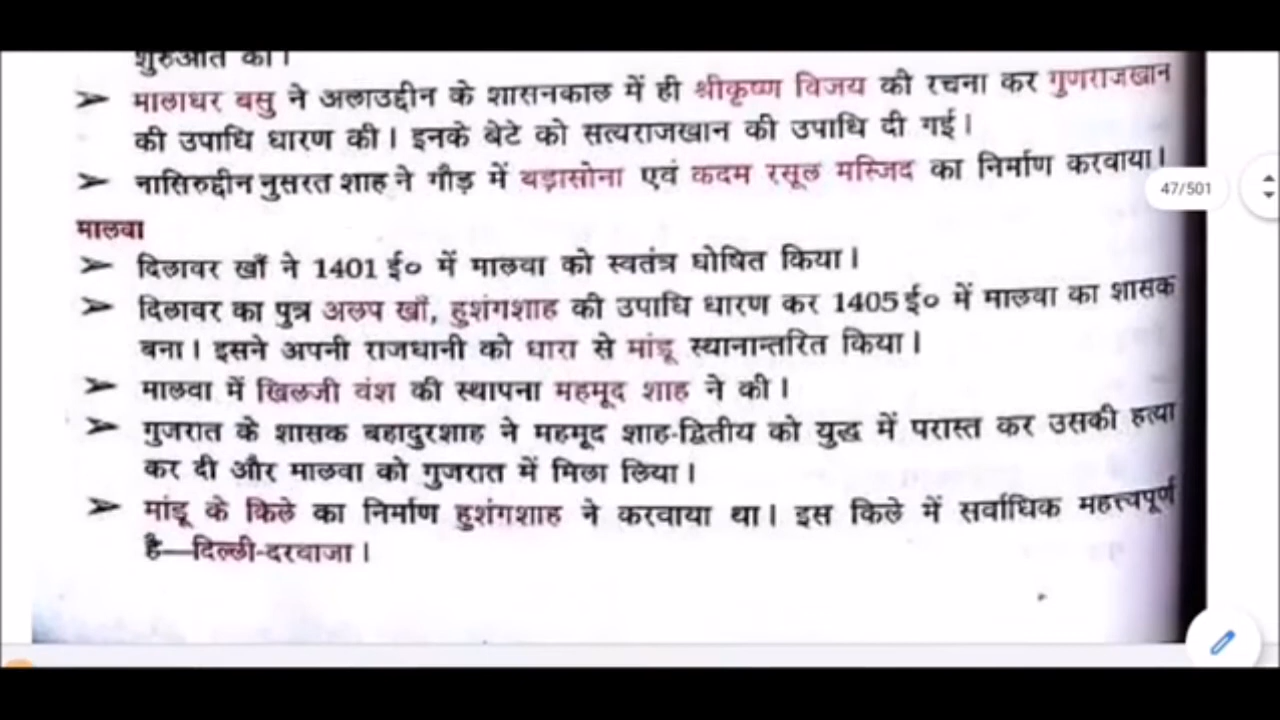 शुरुआत की।
➤ मालाधर बसु ने अलाउद्दीन के शासनकाल में ही श्रीकृष्ण विजय की रचना कर गुणराजखान
की उपाधि धारण की। इनके बेटे को सत्यराजखान की उपाधि दी गई।
➤ नासिरुद्दीन नुसरत शाह ने गौड़ में बड़ासोना एवं कदम रसूल मस्जिद का निर्माण करवाया।
47/501
मालवा
➤ दिलावर खाँ ने 1401 ई० में मालवा को स्वतंत्र घोषित किया।
➤ दिलावर का पुत्र अलप खाँ, हुशंगशाह की उपाधि धारण कर 1405 ई० में मालवा का शासक
बना। इसने अपनी राजधानी को धारा से मांडू स्थानान्तरित किया।
➤ मालवा में खिलजी वंश की स्थापना महमूद शाह ने की।
➤ गुजरात के शासक बहादुरशाह ने महमूद शाह-द्वितीय को युद्ध में परास्त कर उसकी हत्या
कर दी और मालवा को गुजरात में मिला लिया।
➤ मांडू के किले का निर्माण हुशंगशाह ने करवाया था। इस किले में सर्वाधिक महत्त्वपूर्ण
है—दिल्ली-दरवाजा।